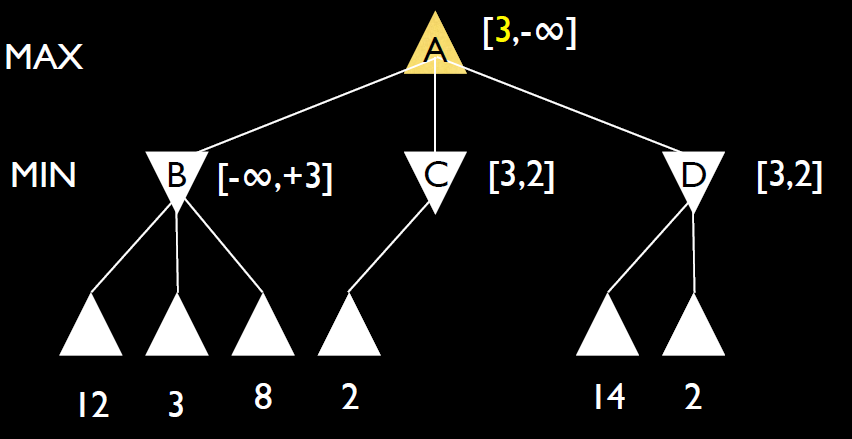 MAX A [3,-∞]
MIN B [-∞,+3] C [3,2] D [3,2]
12 3 8 2 14 2